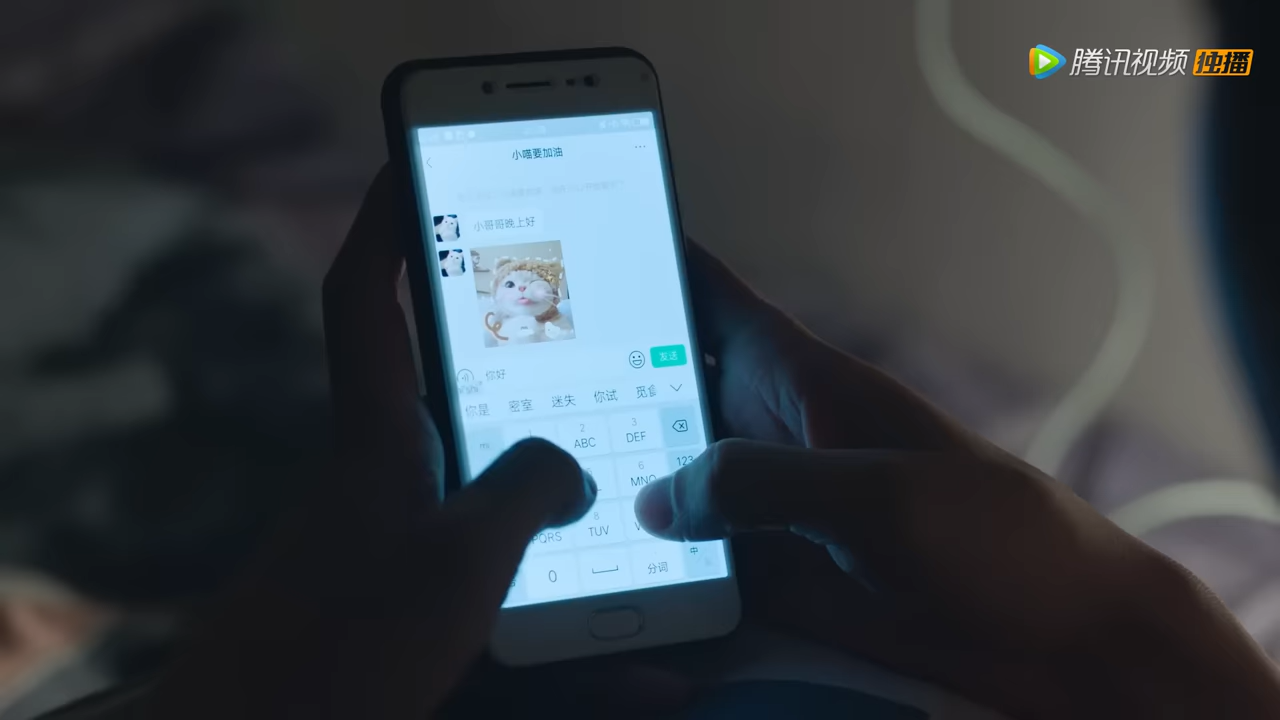 腾讯视频 独播
小喵要加油
小哥哥晚上好
你好
发送
你是 密室 迷失 你试 觅食
2 3
ABC DEF
6 123
MNO
8
PQRS TUV
中
0 分词